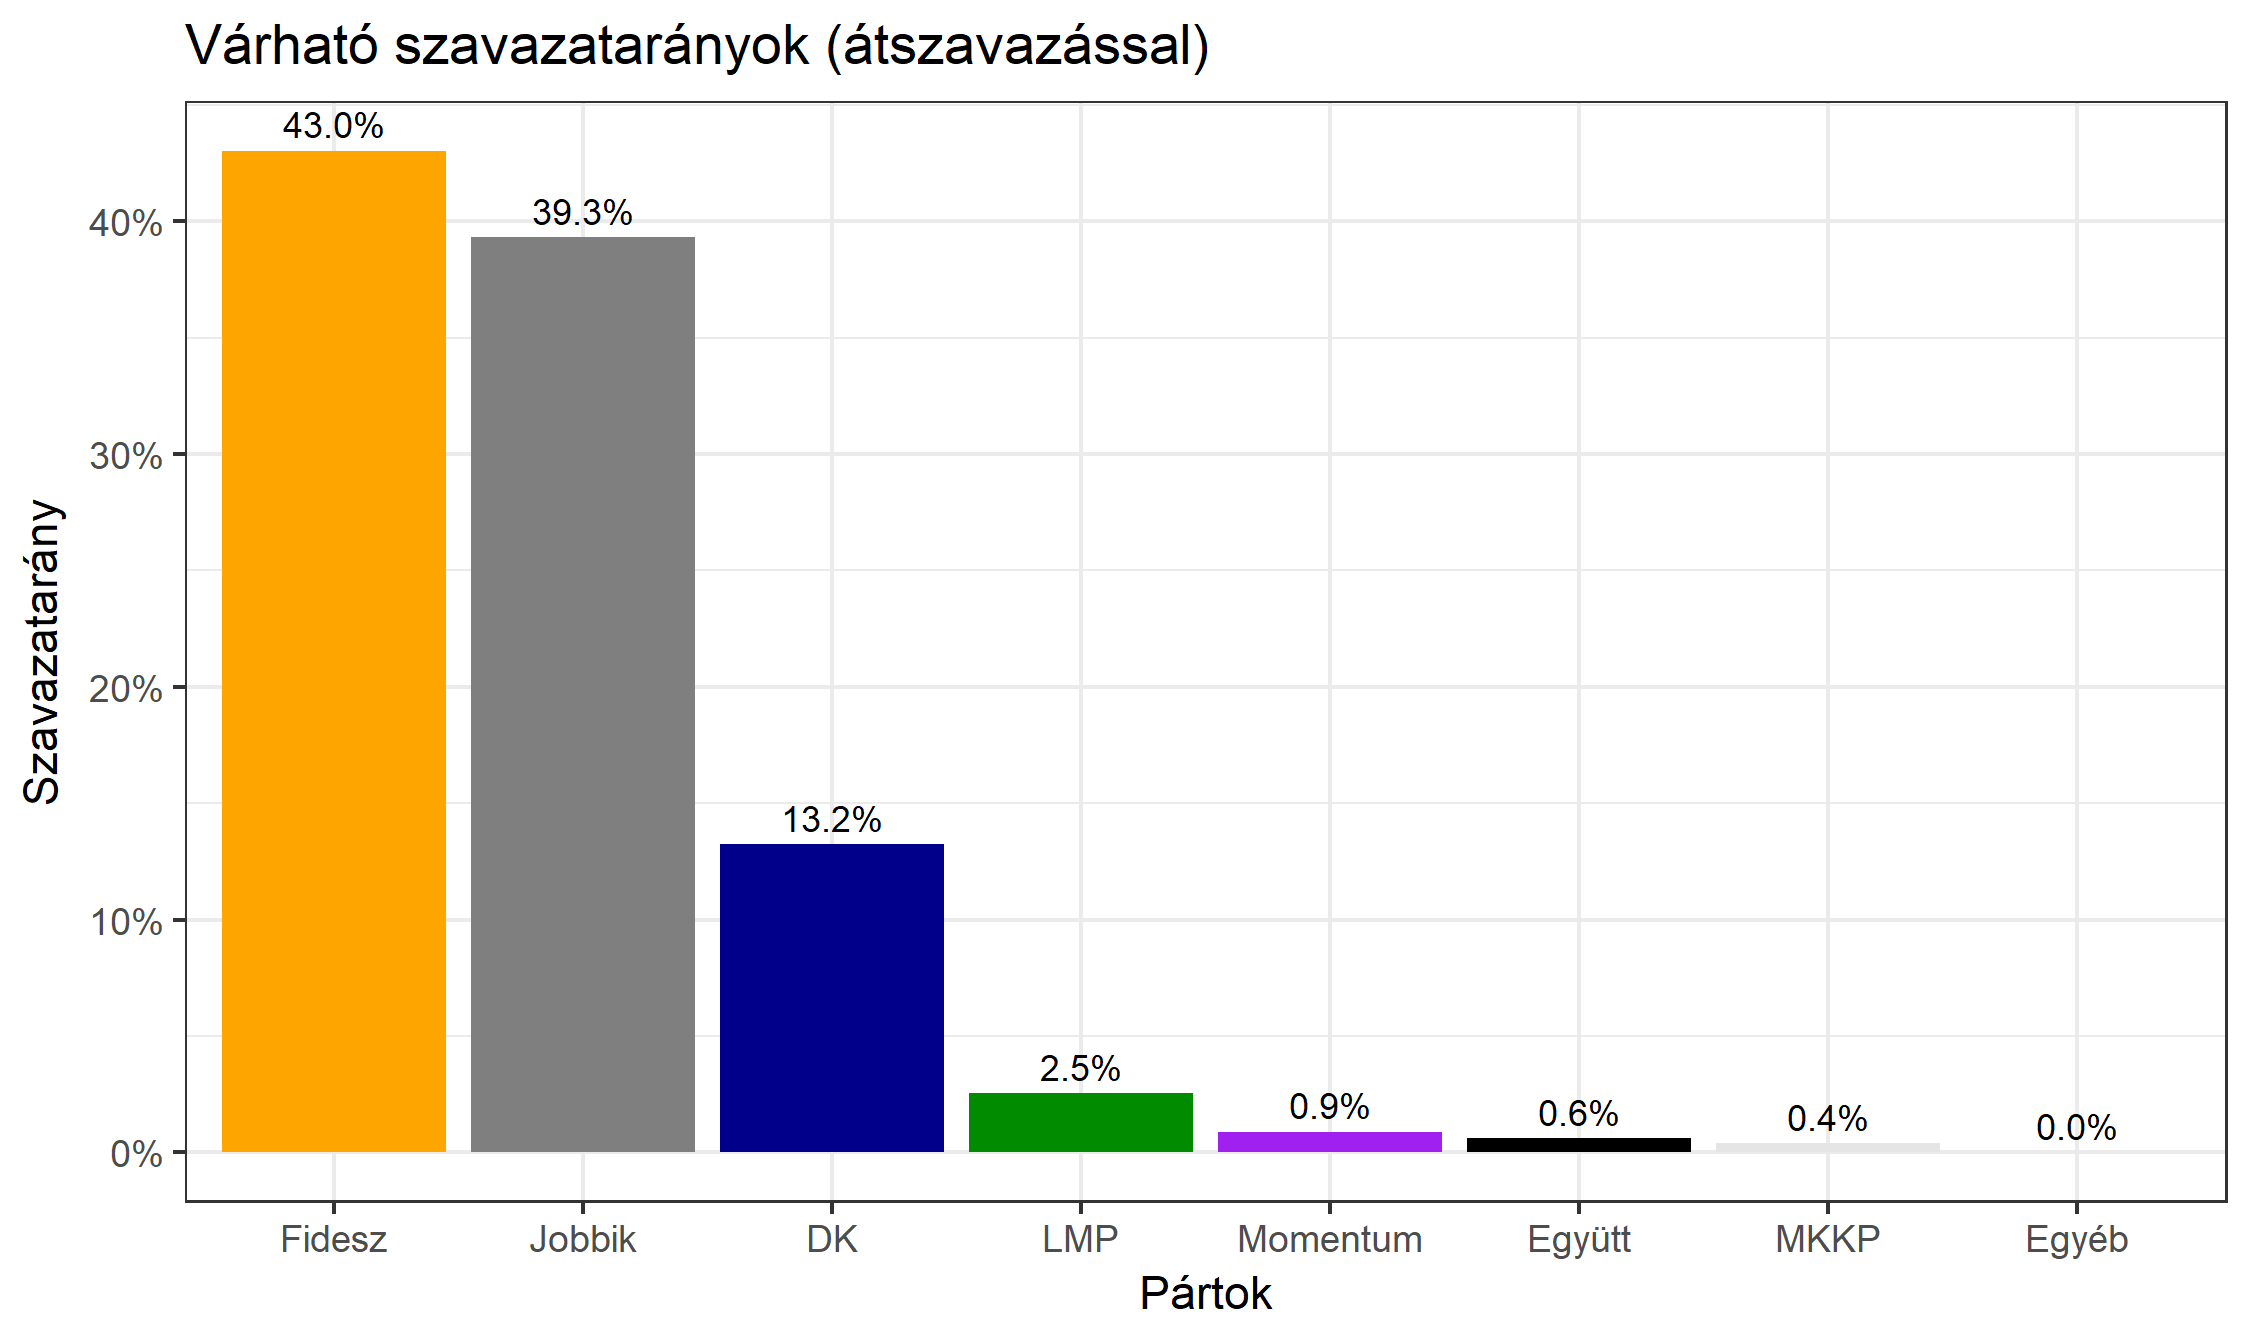 Várható szavazatarányok (átszavazással)
43.0%
39.3%
13.2%
2.5%
0.9%
0.6%
0.4%
0.0%
40%
30%
20%
10%
0%
Szavazatarány
Fidesz
Jobbik
DK
LMP
Momentum
Együtt
MKKP
Egyéb
Pártok